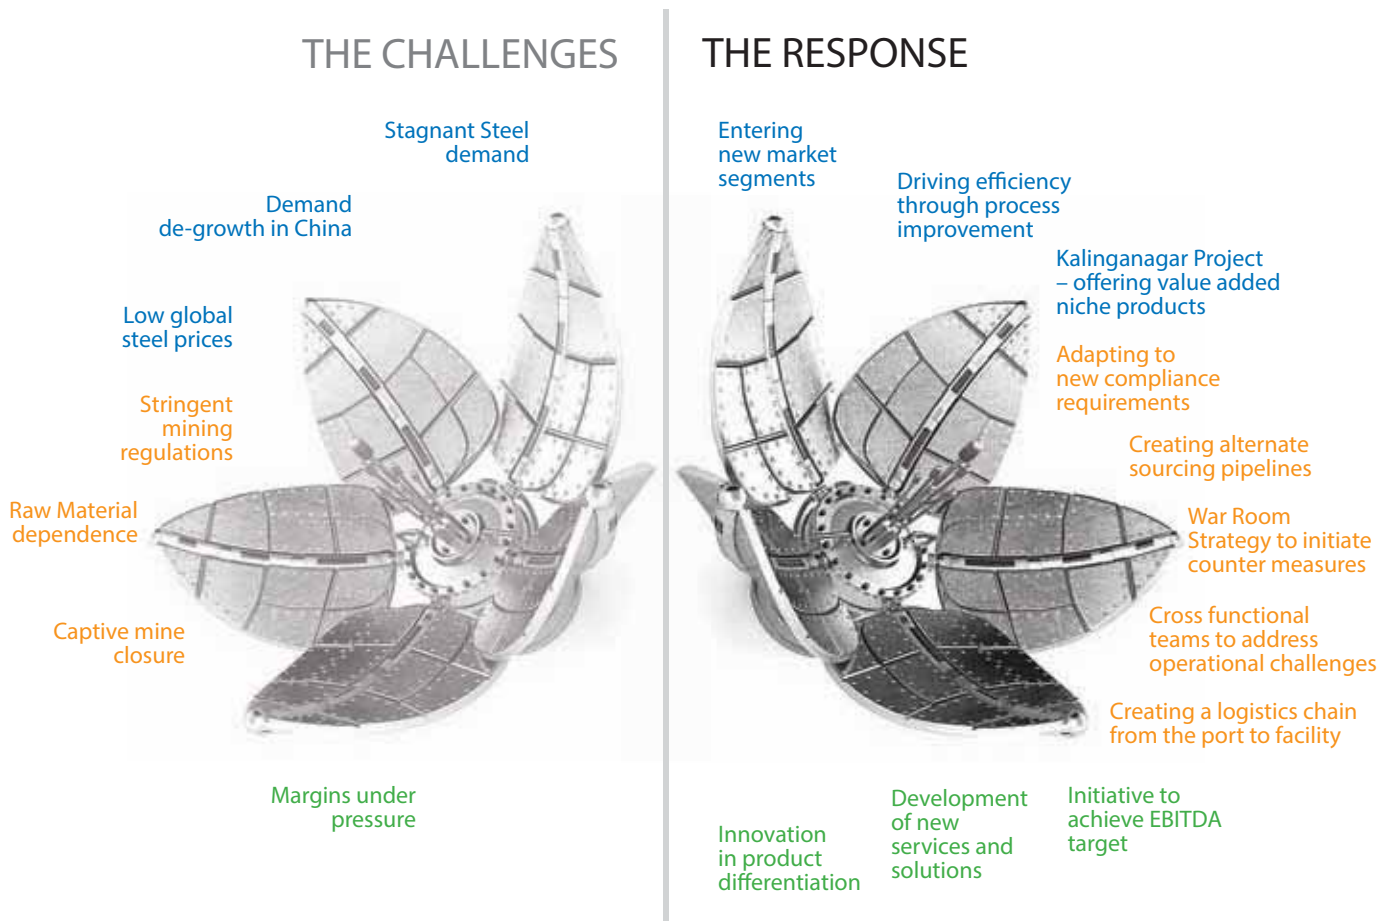 THE CHALLENGES
Stagnant Steel
demand
Demand
de-growth in China
Low global
steel prices
Stringent
mining
regulations
Raw Material
dependence
Captive mine
closure
Margins under
pressure
THE RESPONSE
Entering
new market
segments
Driving efficiency
through process
improvement
Kalinganagar Project
– offering value added
niche products
Adapting to
new compliance
requirements
Creating alternate
sourcing pipelines
War Room
Strategy to initiate
counter measures
Cross functional
teams to address
operational challenges
Creating a logistics chain
from the port to facility
Innovation
in product
differentiation
Development
of new
services and
solutions
Initiative to
achieve EBITDA
target